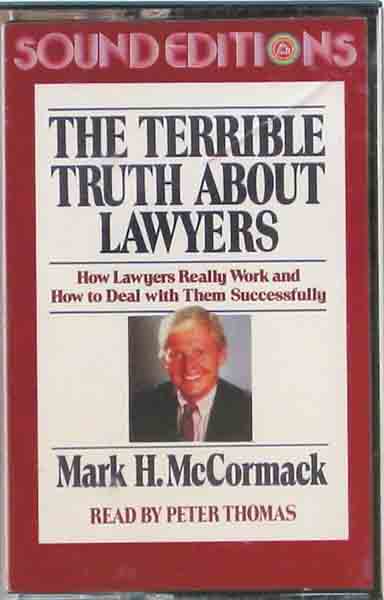 SOUND EDITIONS
THE TERRIBLE
TRUTH ABOUT
LAWYERS
How Lawyers Really Work and
How to Deal with Them Successfully
Mark H. McCormack
READ BY PETER THOMAS